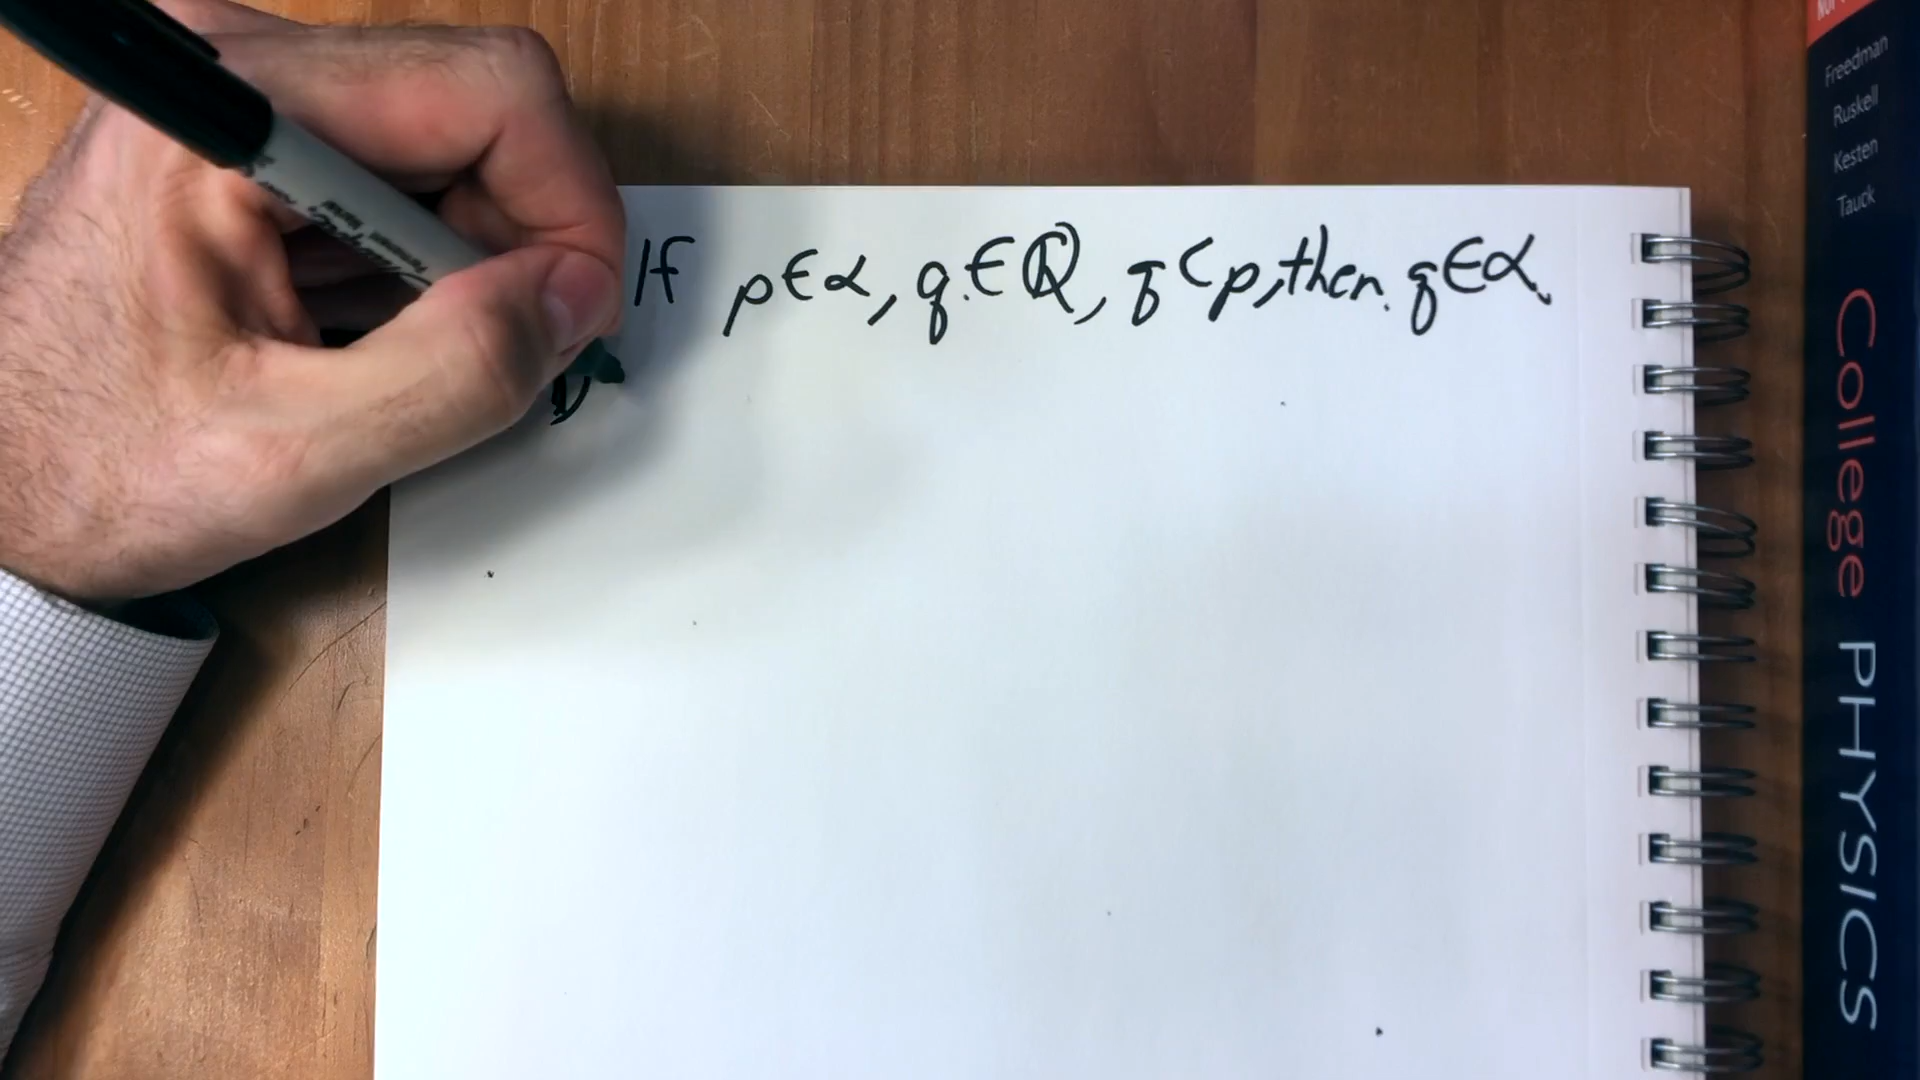 If p∈α, q∈ℚ, q<p, then q∈α.
Freedman
Ruskell
Kesten
Tauck
College PHYSICS